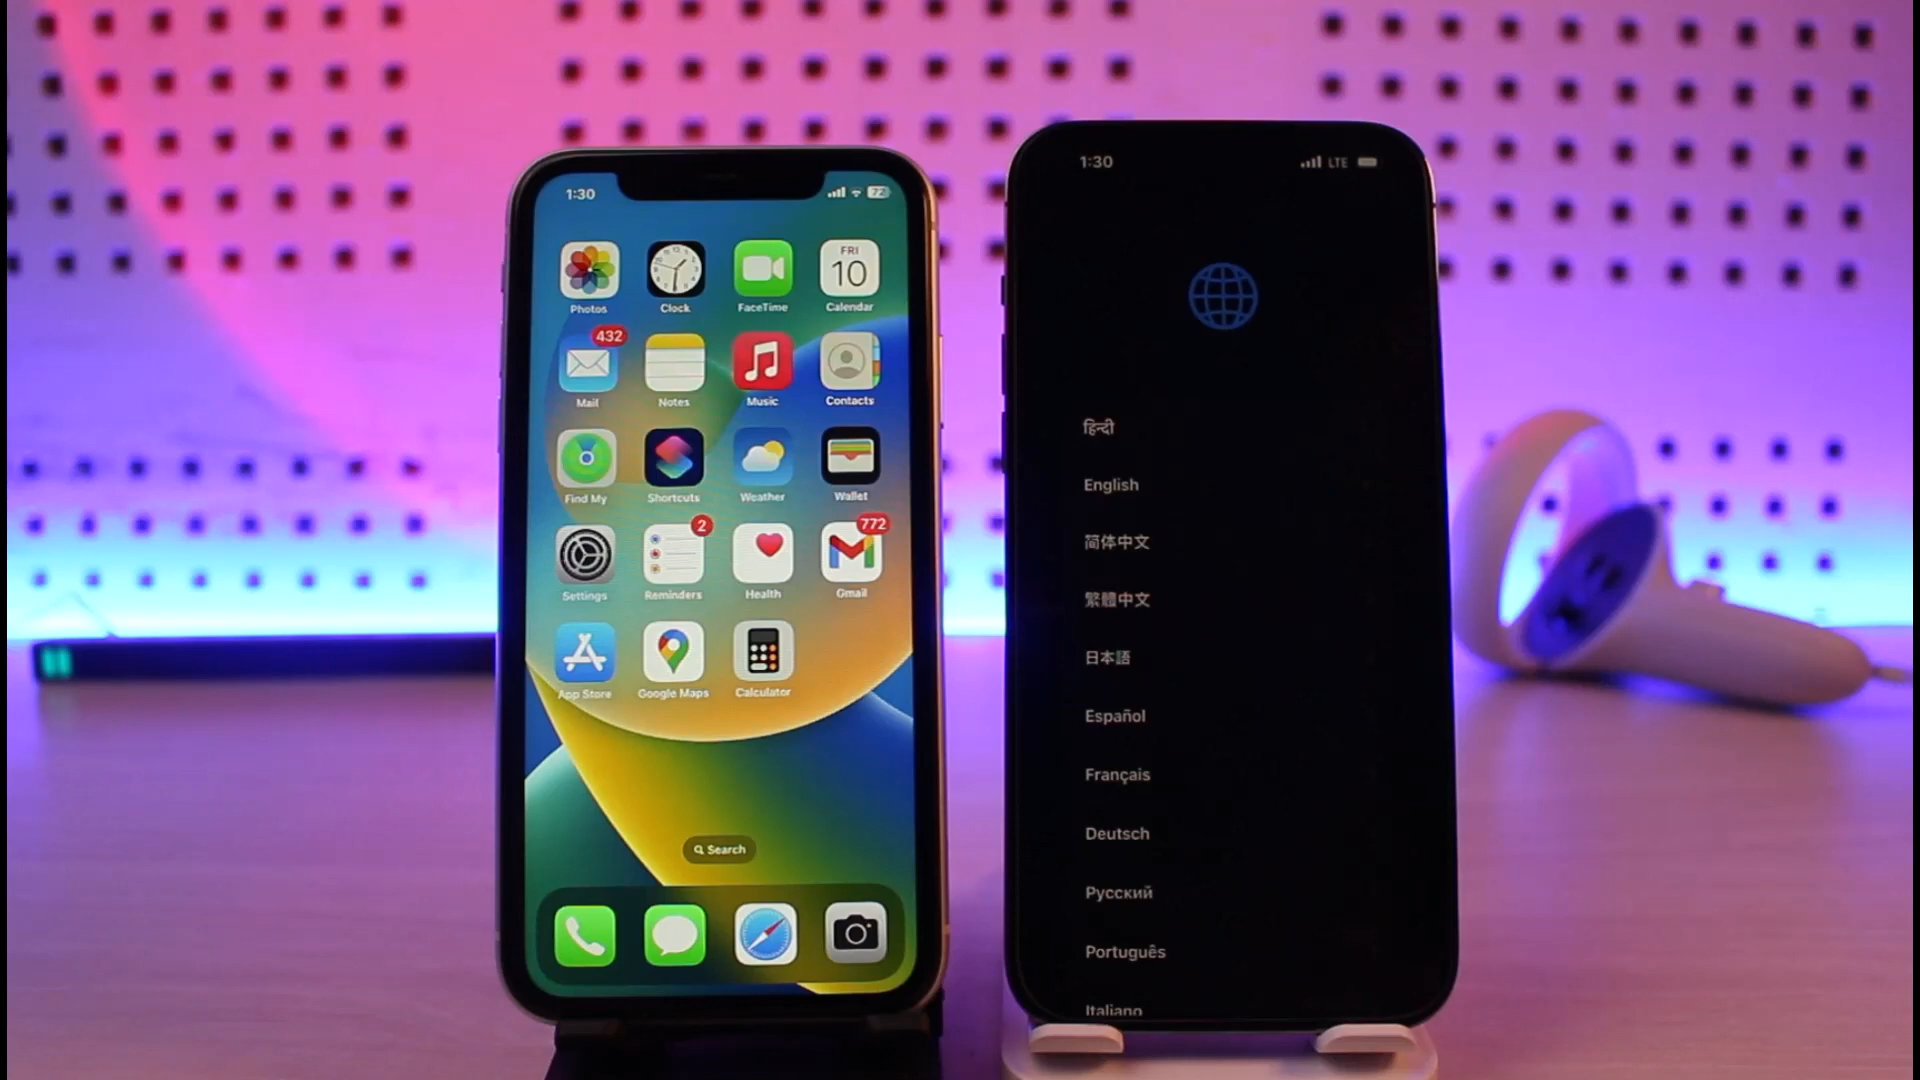 1:30
72
FRI
10
Photos
Clock
FaceTime
Calendar
432
Mail
Notes
Music
Contacts
Find My
Shortcuts
Weather
Wallet
2
772
Settings
Reminders
Health
Gmail
App Store
Google Maps
Calculator
Search
1:30
LTE
हिन्दी
English
简体中文
繁體中文
日本語
Español
Français
Deutsch
Русский
Português
Italiano